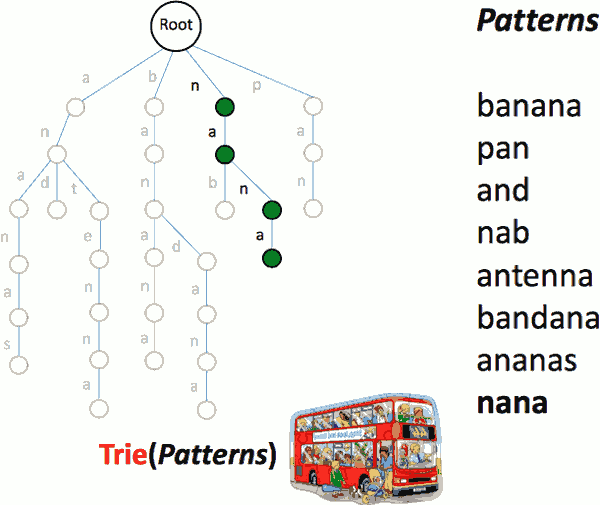 Root
Patterns
a b n p
banana
n a a a
pan
a d t n b n n
and
nab
n e a d a
antenna
a n n a
bandana
s n a n
ananas
a a
nana
Trie(Patterns)